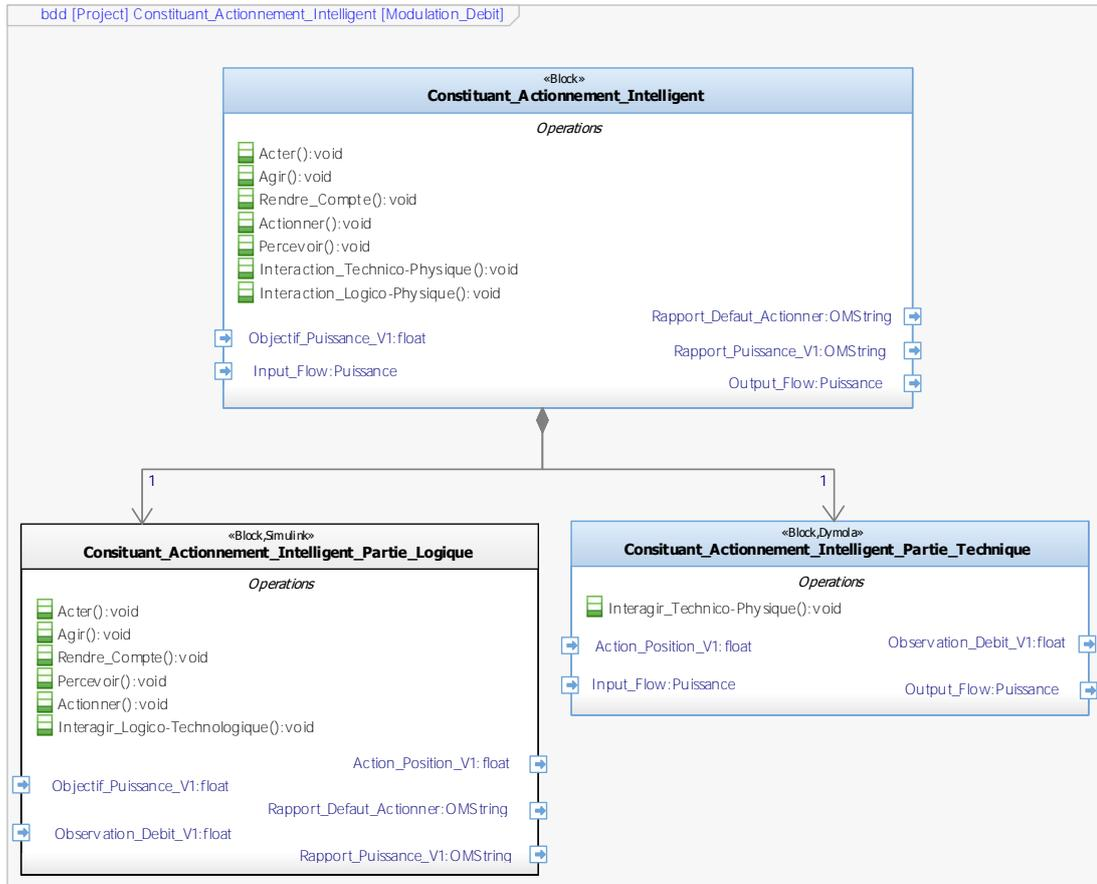 bdd [Project] Constituant_Actionnement_Intelligent [Modulation_Debit]
«Block»
Constituant_Actionnement_Intelligent
Operations
Acter():void
Agir():void
Rendre_Compte():void
Actionner():void
Percevoir():void
Interaction_Technico-Physique():void
Interaction_Logico-Physique():void
Rapport_Defaut_Actionner:OMString
Objectif_Puissance_V1:float
Rapport_Puissance_V1:OMString
Input_Flow:Puissance
Output_Flow:Puissance
1
1
«Block,Simulink»
Consituant_Actionnement_Intelligent_Partie_Logique
Operations
Acter():void
Agir():void
Rendre_Compte():void
Percevoir():void
Actionner():void
Interagir_Logico-Technologique():void
Action_Position_V1:float
Objectif_Puissance_V1:float
Rapport_Defaut_Actionner:OMString
Observation_Debit_V1:float
Rapport_Puissance_V1:OMString
«Block,Dymola»
Consituant_Actionnement_Intelligent_Partie_Technique
Operations
Interagir_Technico-Physique():void
Action_Position_V1:float
Observation_Debit_V1:float
Input_Flow:Puissance
Output_Flow:Puissance